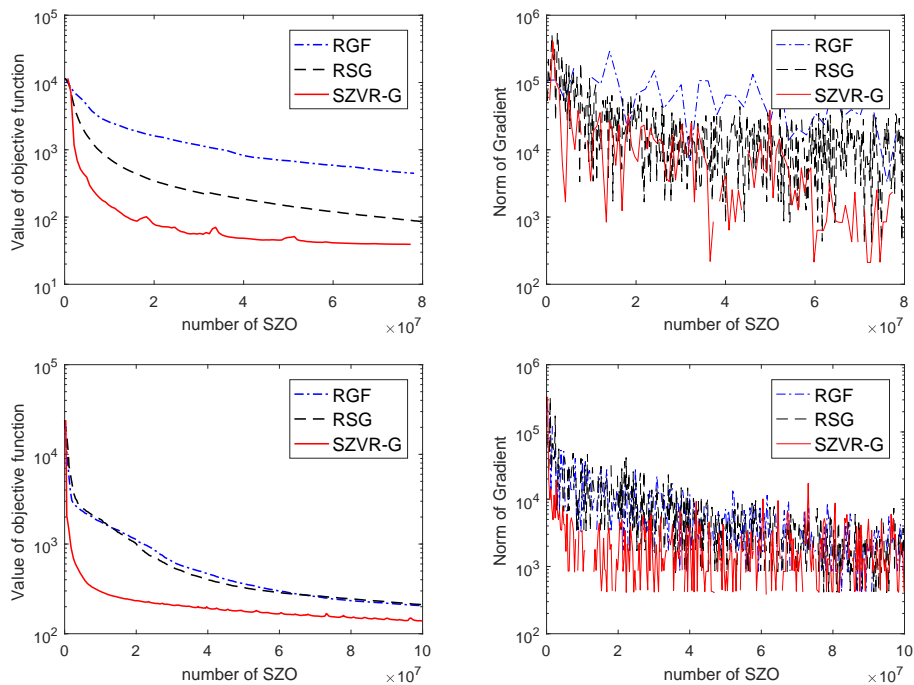 10^5
10^4
10^3
10^2
10^1
Value of objective function
RGF
RSG
SZVR-G
0 2 4 6 8
number of SZO
×10^7
10^6
10^5
10^4
10^3
10^2
Norm of Gradient
RGF
RSG
SZVR-G
0 2 4 6 8
number of SZO
×10^7
10^5
10^4
10^3
10^2
Value of objective function
RGF
RSG
SZVR-G
0 2 4 6 8 10
number of SZO
×10^7
10^6
10^5
10^4
10^3
10^2
Norm of Gradient
RGF
RSG
SZVR-G
0 2 4 6 8 10
number of SZO
×10^7